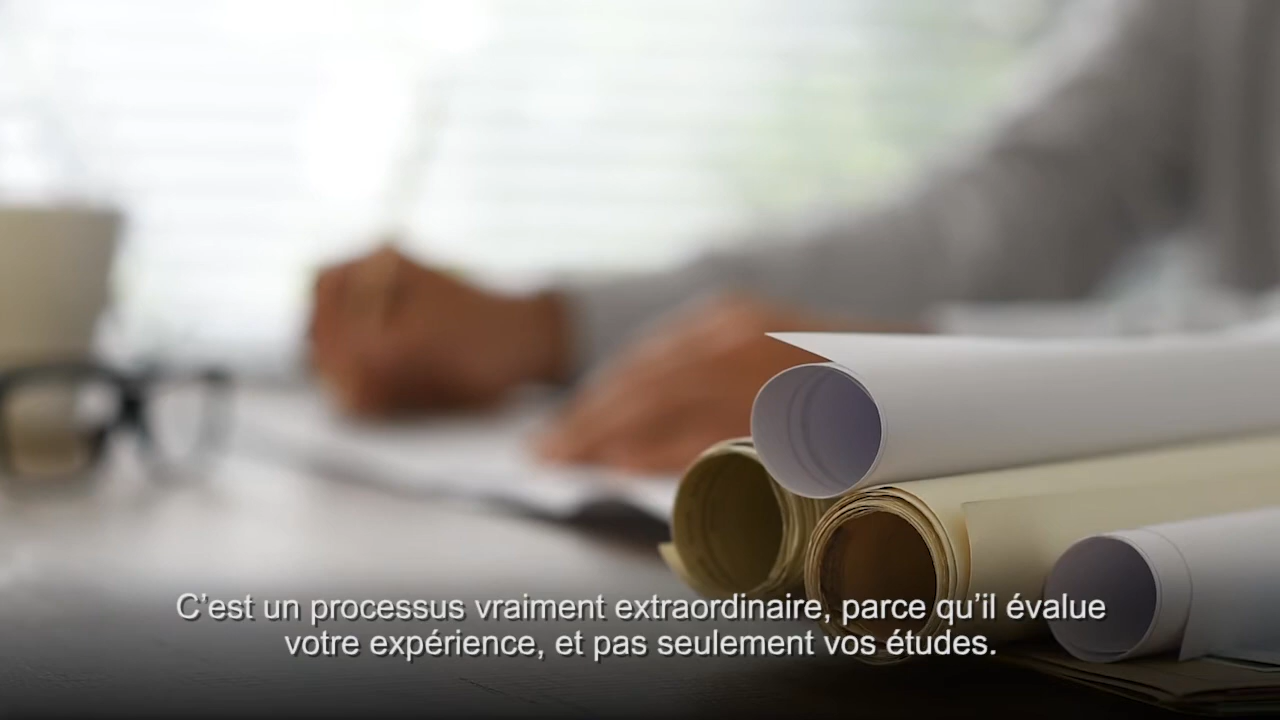 C’est un processus vraiment extraordinaire, parce qu’il évalue
votre expérience, et pas seulement vos études.